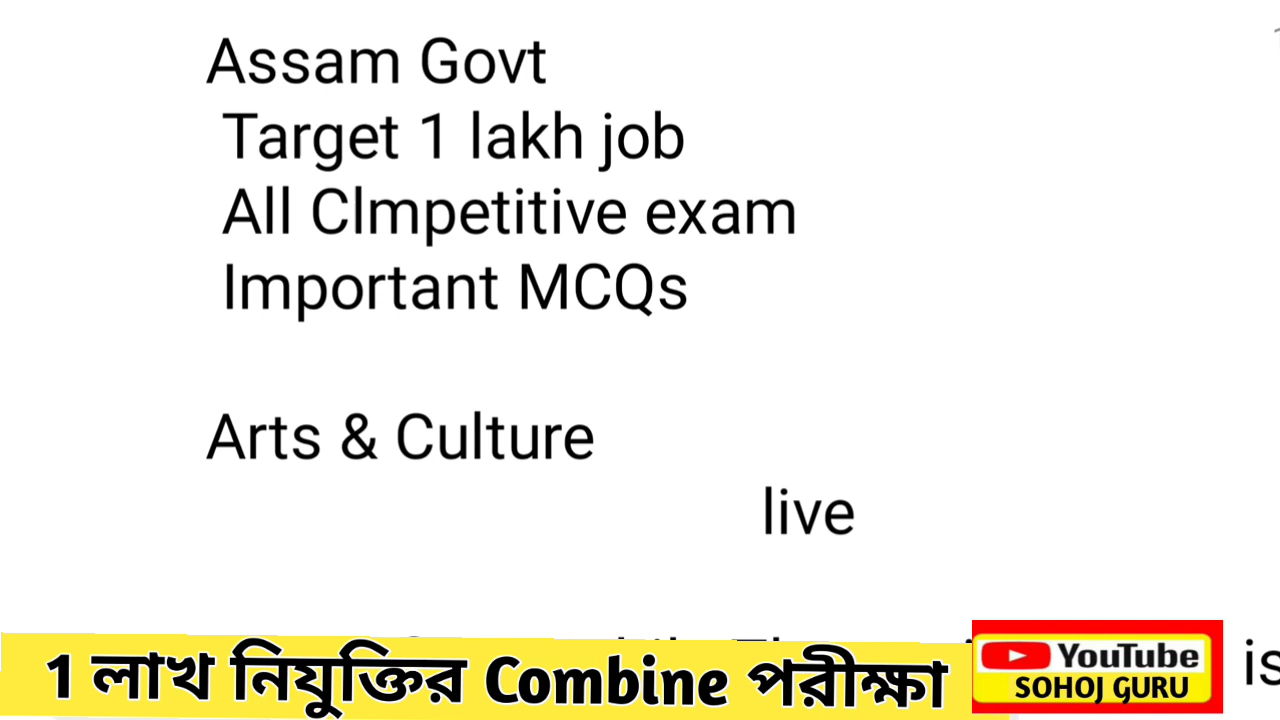 Assam Govt
Target 1 lakh job
All Clmpetitive exam
Important MCQs
Arts & Culture
live
is
1 লাখ নিযুক্তিৰ Combine পৰীক্ষা
YouTube
SOHOJ GURU